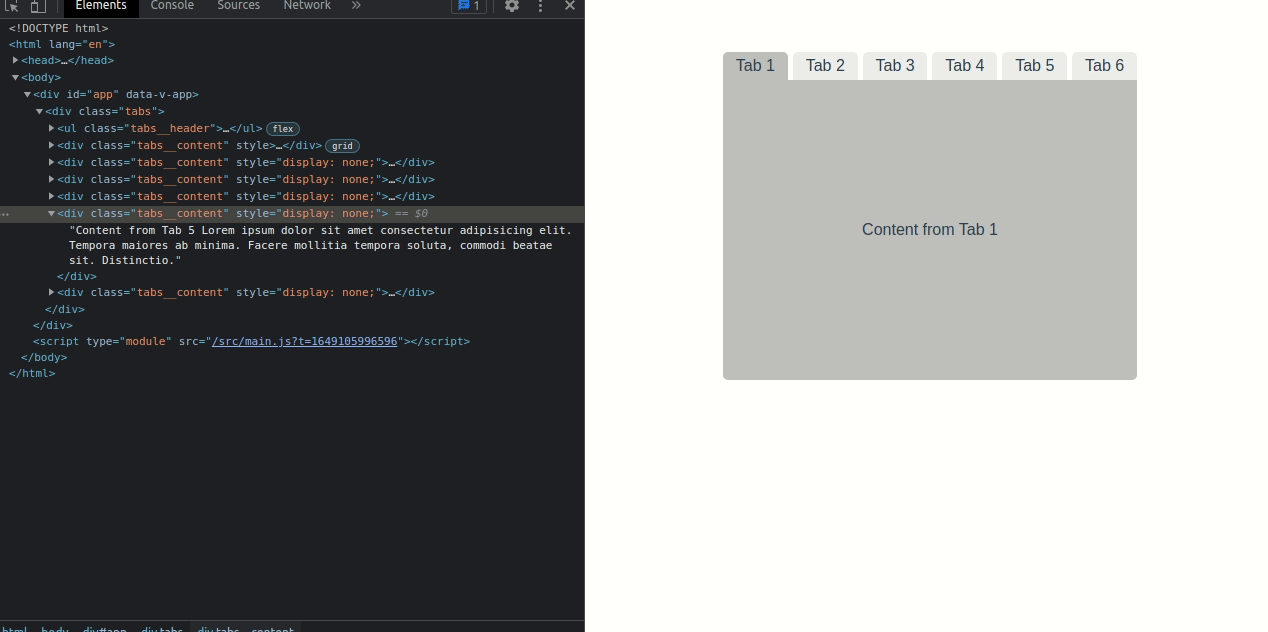 Elements Console Sources Network » 1
<!DOCTYPE html>
<html lang="en">
<head>…</head>
<body>
<div id="app" data-v-app>
<div class="tabs">
<ul class="tabs__header">…</ul> flex
<div class="tabs__content" style>…</div> grid
<div class="tabs__content" style="display: none;">…</div>
<div class="tabs__content" style="display: none;">…</div>
<div class="tabs__content" style="display: none;">…</div>
<div class="tabs__content" style="display: none;"> == $0
"Content from Tab 5 Lorem ipsum dolor sit amet consectetur adipisicing elit.
Tempora maiores ab minima. Facere mollitia tempora soluta, commodi beatae
sit. Distinctio."
</div>
<div class="tabs__content" style="display: none;">…</div>
</div>
</div>
<script type="module" src="/src/main.js?t=1649105996596"></script>
</body>
</html>
html body div#app div.tabs div.tabs__content
Tab 1 Tab 2 Tab 3 Tab 4 Tab 5 Tab 6
Content from Tab 1